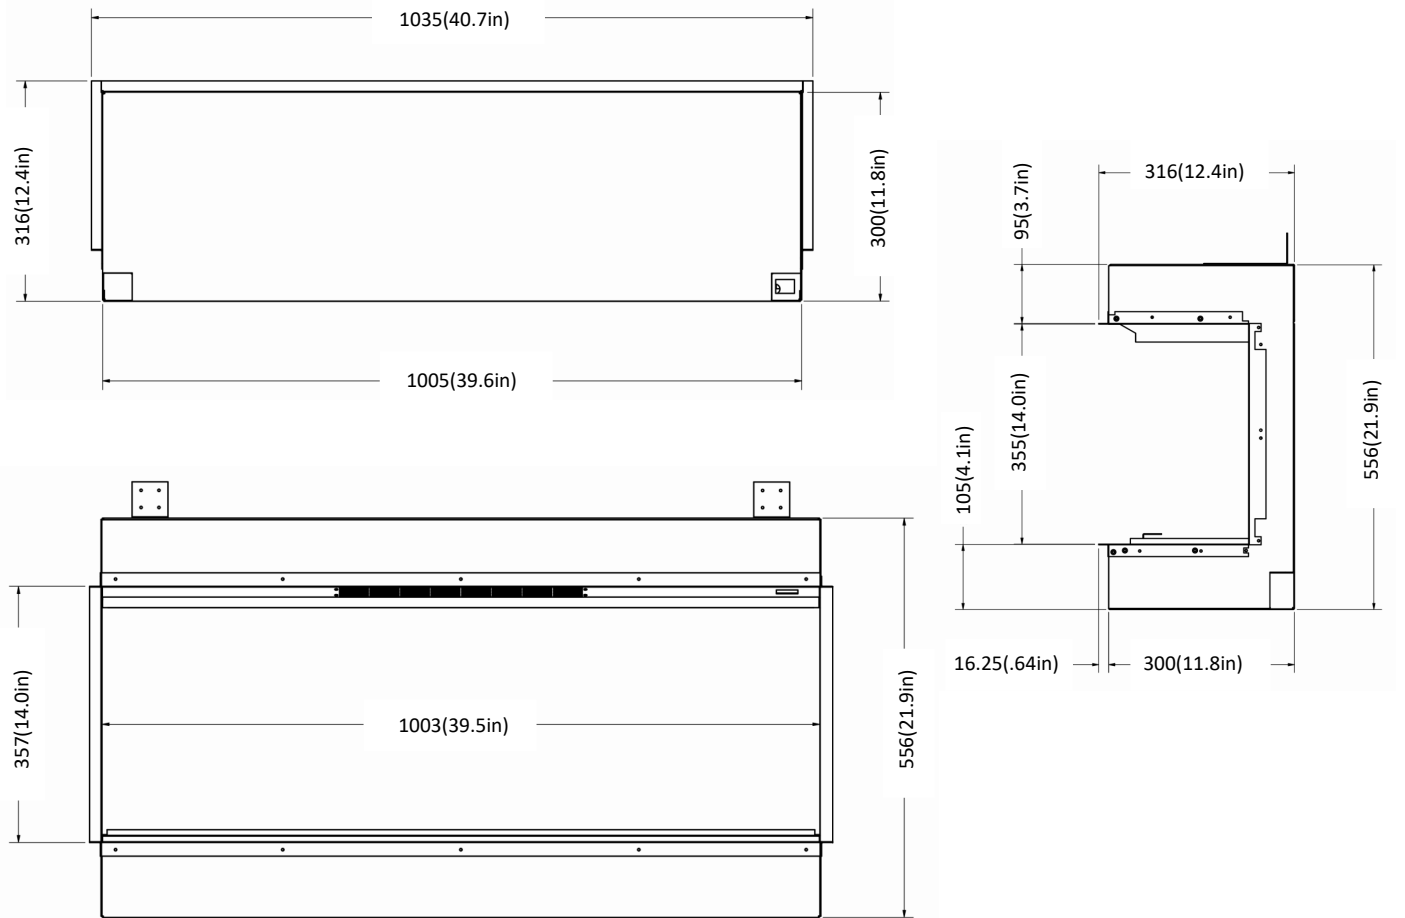 1035(40.7in)
316(12.4in)
300(11.8in)
1005(39.6in)
316(12.4in)
95(3.7in)
355(14.0in)
105(4.1in)
556(21.9in)
16.25(.64in)
300(11.8in)
357(14.0in)
1003(39.5in)
556(21.9in)